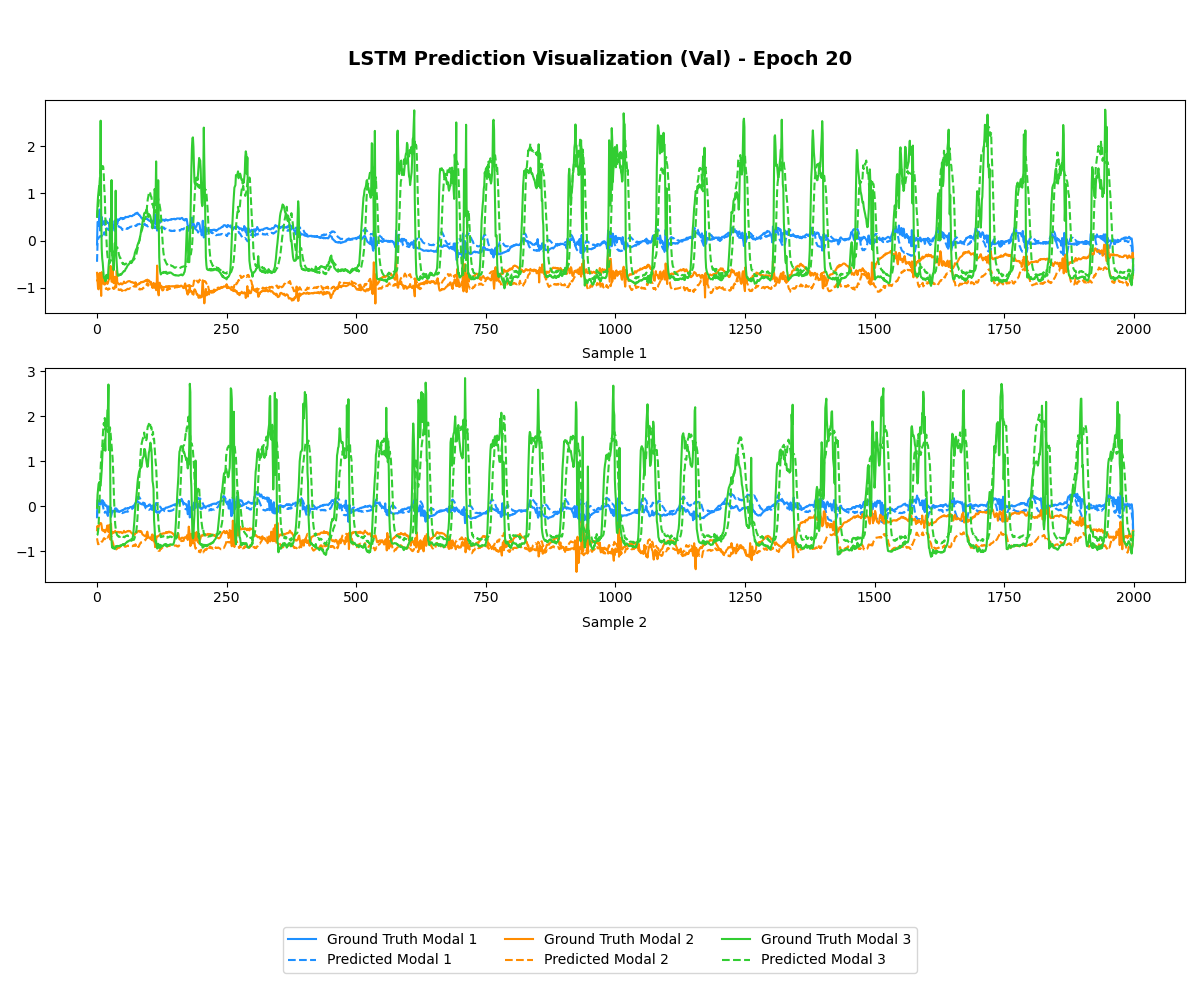 LSTM Prediction Visualization (Val) - Epoch 20
2
1
0
−1
0 250 500 750 1000 1250 1500 1750 2000
Sample 1
3
2
1
0
−1
0 250 500 750 1000 1250 1500 1750 2000
Sample 2
Ground Truth Modal 1 Ground Truth Modal 2 Ground Truth Modal 3
Predicted Modal 1 Predicted Modal 2 Predicted Modal 3